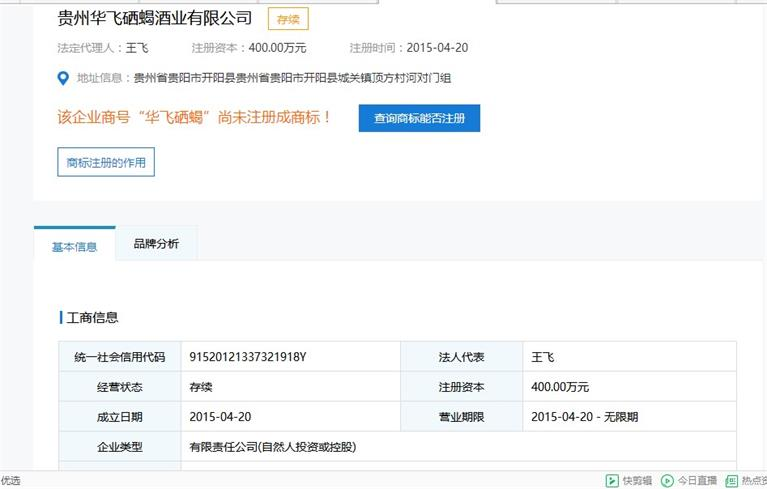 贵州华飞硒蝎酒业有限公司 存续
法定代理人：王飞 注册资本：400.00万元 注册时间：2015-04-20
地址信息：贵州省贵阳市开阳县贵州省贵阳市开阳县城关镇顶方村河对门组
该企业商号“华飞硒蝎”尚未注册成商标！ 查询商标能否注册
商标注册的作用
基本信息 品牌分析
工商信息
统一社会信用代码 91520121337321918Y 法人代表 王飞
经营状态 存续 注册资本 400.00万元
成立日期 2015-04-20 营业期限 2015-04-20 - 无限期
企业类型 有限责任公司(自然人投资或控股)
优选 快剪辑 今日直播 热点资